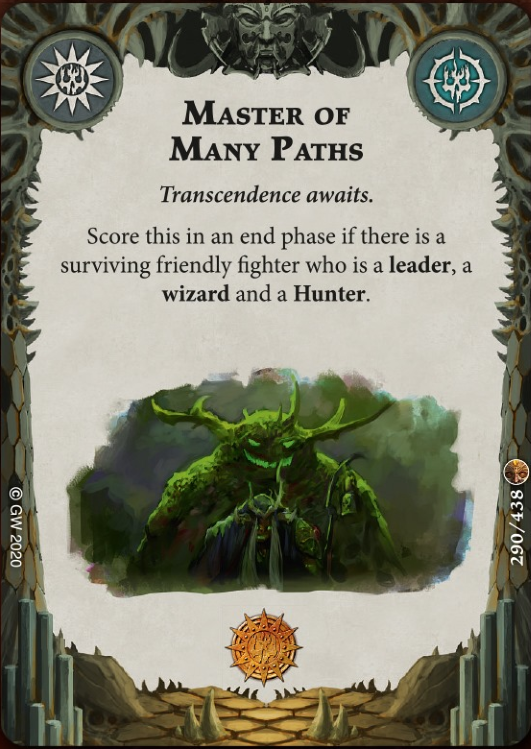 Master of
Many Paths
Transcendence awaits.
Score this in an end phase if there is a
surviving friendly fighter who is a leader, a
wizard and a Hunter.
© GW 2020
290/438